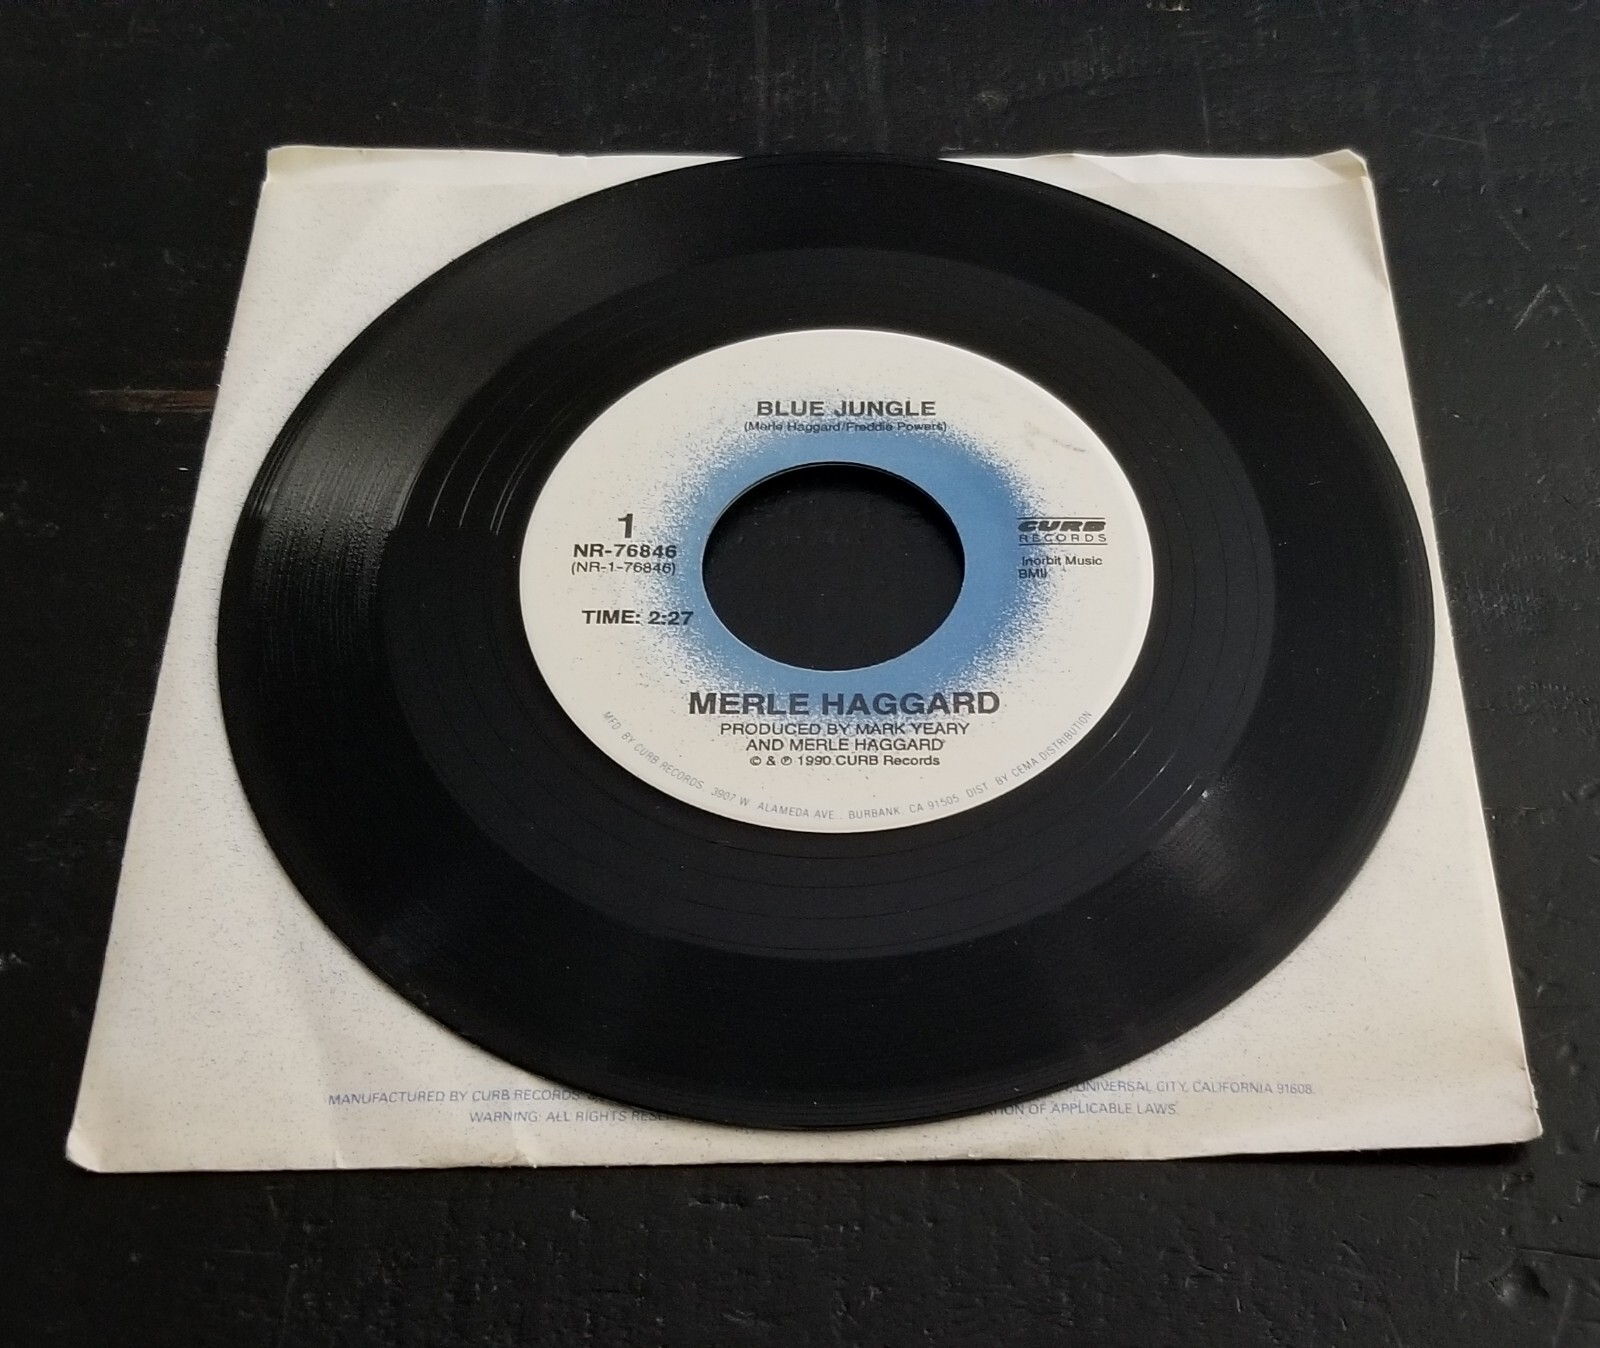 BLUE JUNGLE
(Merle Haggard/Freddie Powers)
1
NR-76846
(NR-1-76846)
TIME: 2:27
CURB
RECORDS
Inorbit Music
BMI
MERLE HAGGARD
PRODUCED BY MARK YEARY
AND MERLE HAGGARD
© & ℗ 1990 CURB Records
MFD. BY CURB RECORDS, 3907 W. ALAMEDA AVE., BURBANK, CA 91505 DIST. BY CEMA DISTRIBUTION
MANUFACTURED BY CURB RECORDS UNIVERSAL CITY, CALIFORNIA 91608.
WARNING: ALL RIGHTS OF APPLICABLE LAWS.